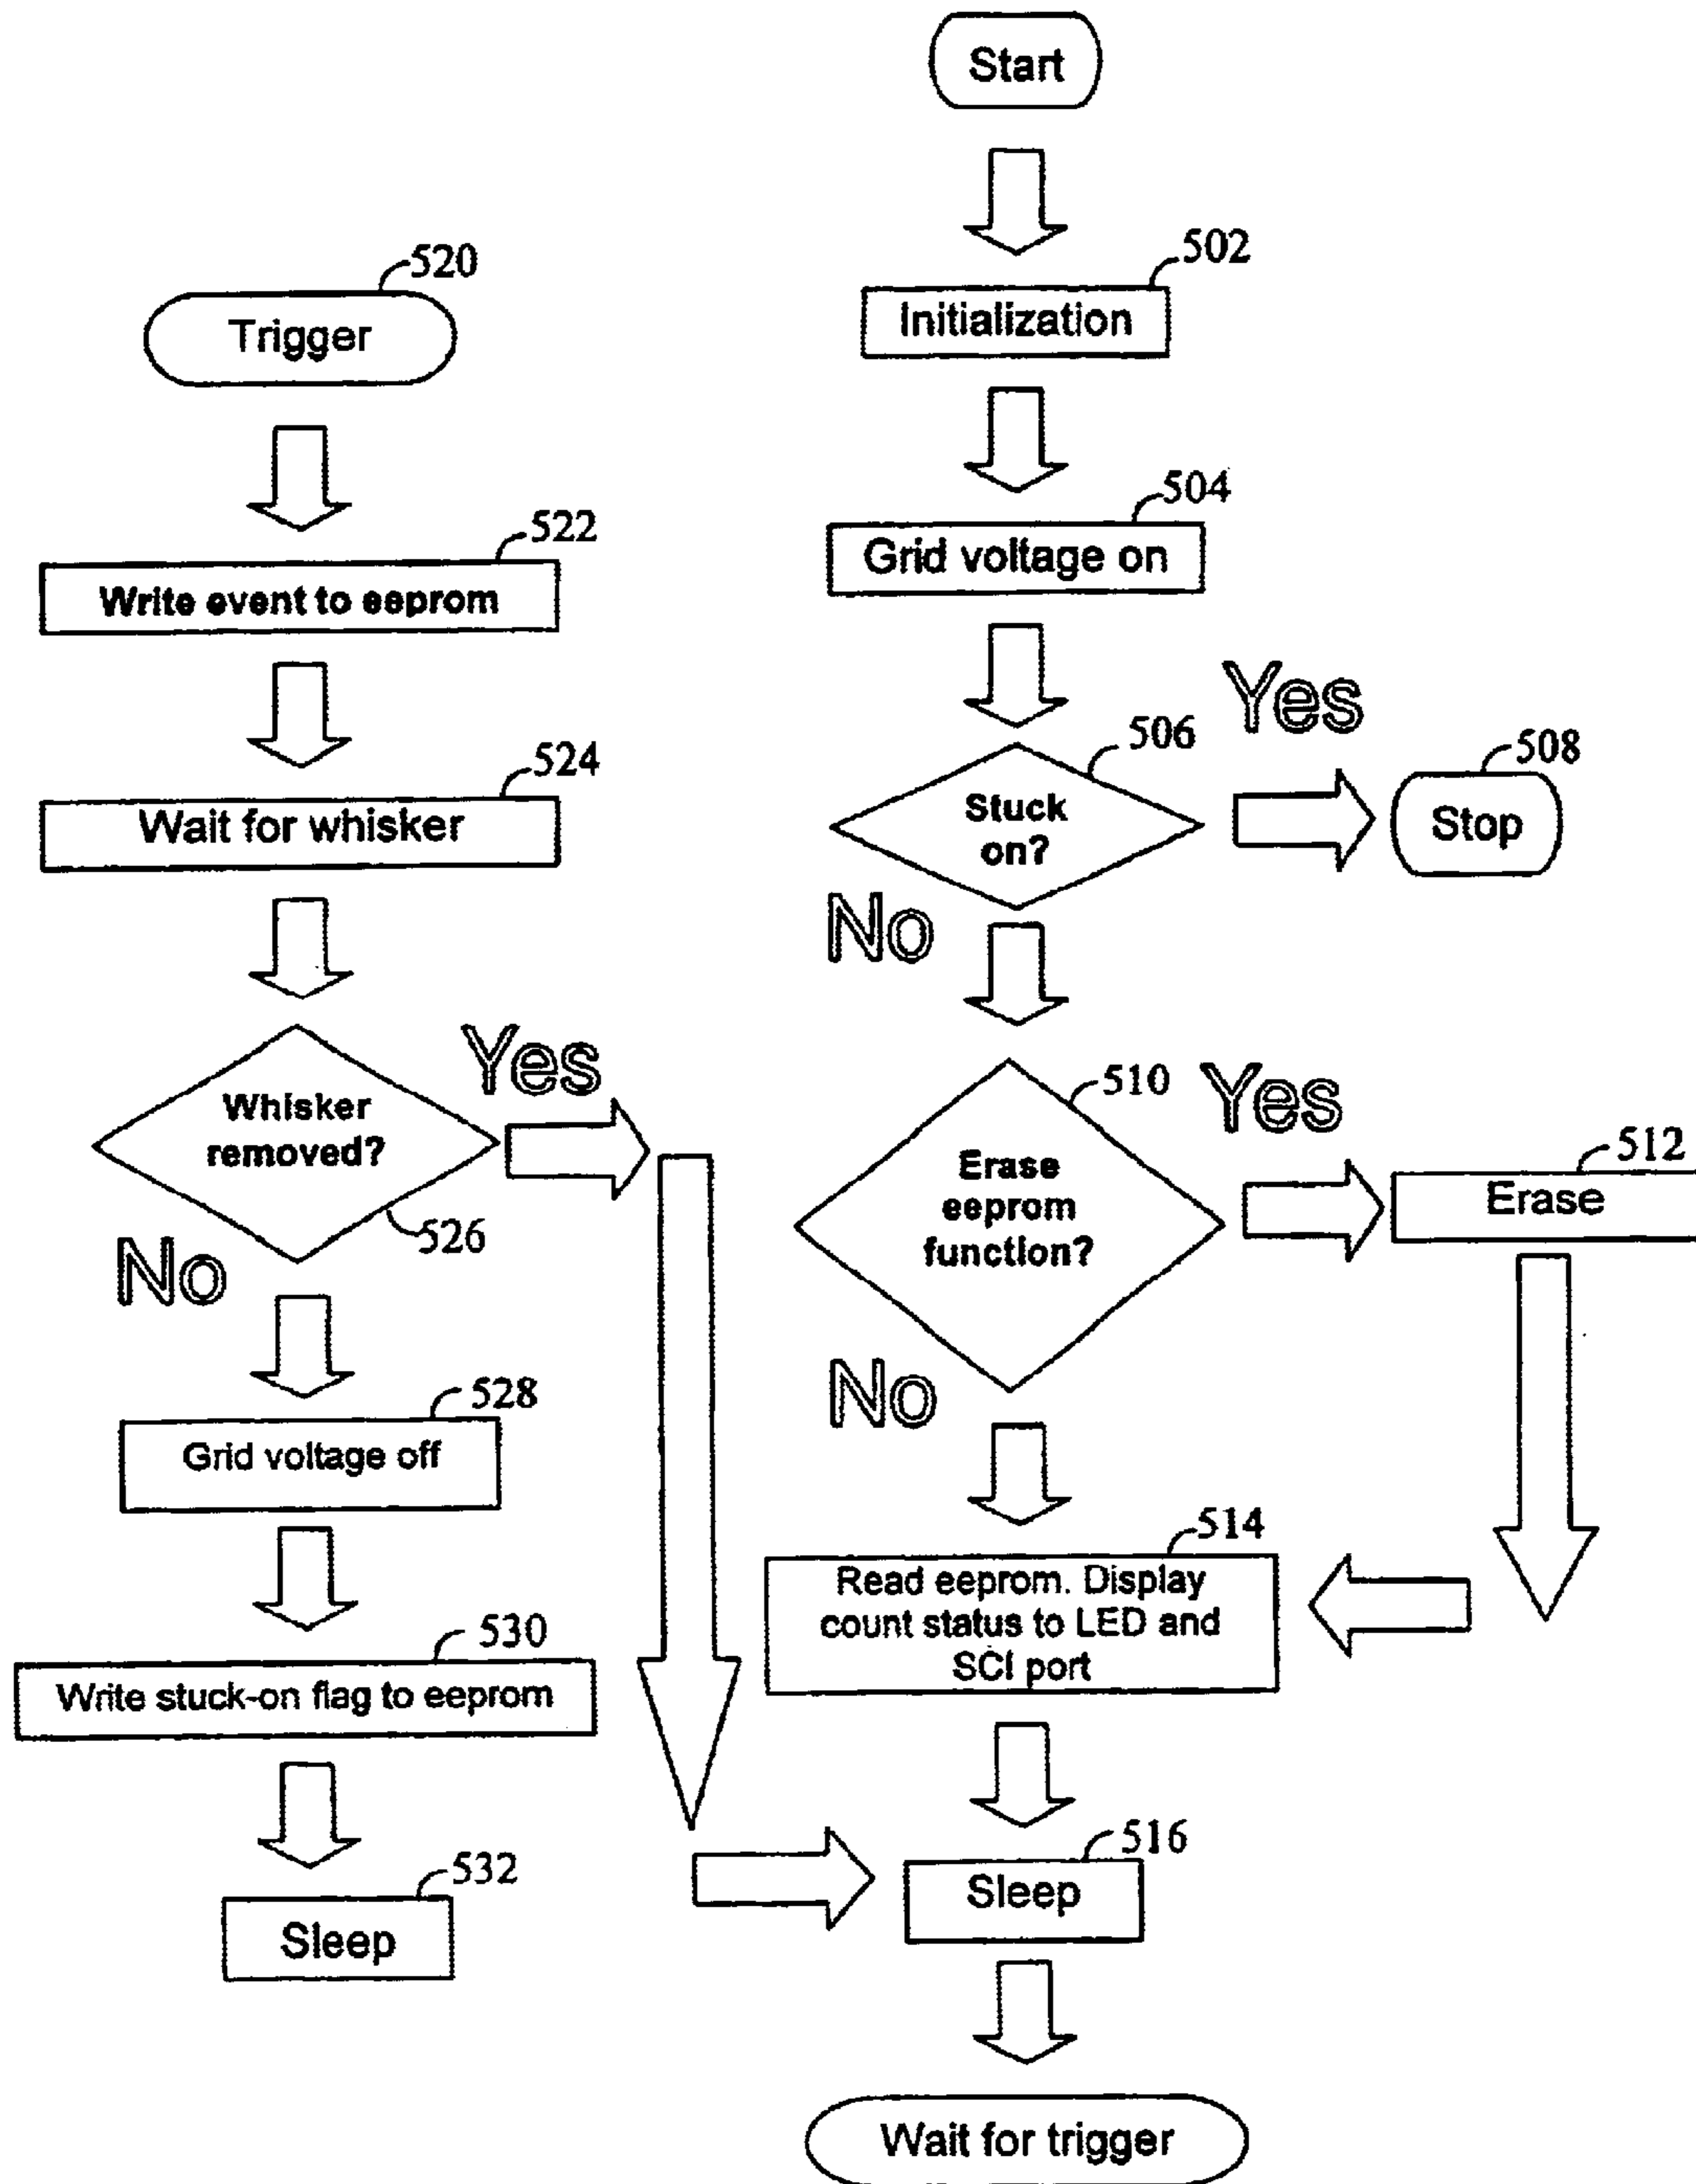 Start
502
Initialization
504
Grid voltage on
506
Stuck
on?
Yes
508
Stop
No
510
Erase
eeprom
function?
Yes
512
Erase
No
514
Read eeprom. Display
count status to LED and
SCI port
516
Sleep
Wait for trigger
520
Trigger
522
Write event to eeprom
524
Wait for whisker
Whisker
removed?
526
Yes
No
528
Grid voltage off
530
Write stuck-on flag to eeprom
532
Sleep